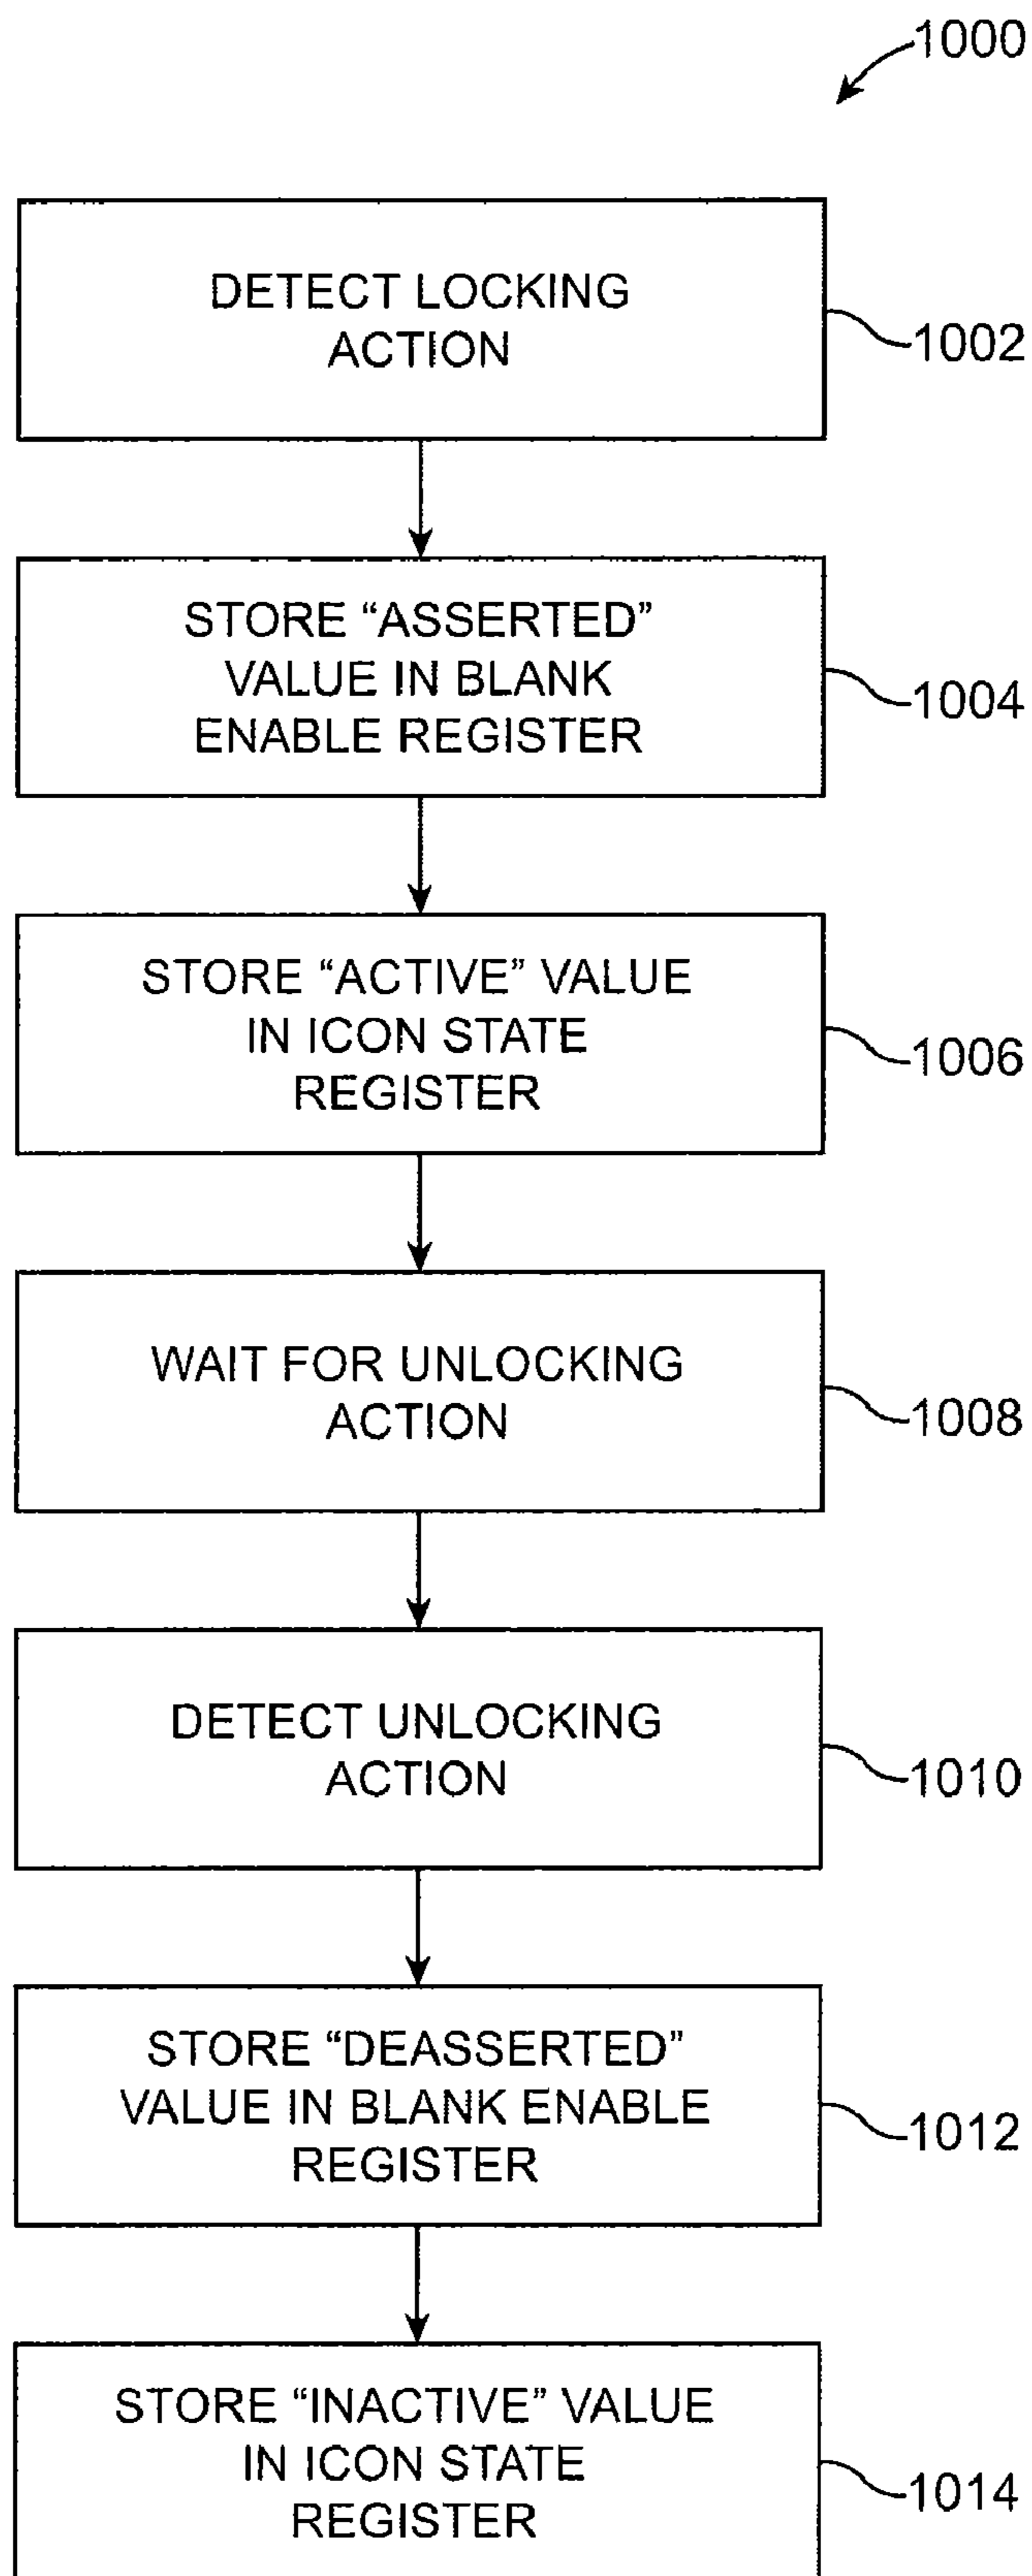 1000
DETECT LOCKING
ACTION
1002
STORE “ASSERTED”
VALUE IN BLANK
ENABLE REGISTER
1004
STORE “ACTIVE” VALUE
IN ICON STATE
REGISTER
1006
WAIT FOR UNLOCKING
ACTION
1008
DETECT UNLOCKING
ACTION
1010
STORE “DEASSERTED”
VALUE IN BLANK ENABLE
REGISTER
1012
STORE “INACTIVE” VALUE
IN ICON STATE
REGISTER
1014